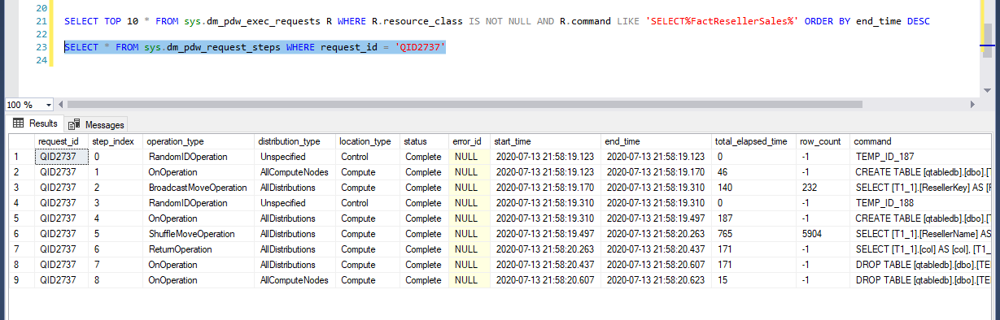 20
21 SELECT TOP 10 * FROM sys.dm_pdw_exec_requests R WHERE R.resource_class IS NOT NULL AND R.command LIKE 'SELECT%FactResellerSales%' ORDER BY end_time DESC
22
23 SELECT * FROM sys.dm_pdw_request_steps WHERE request_id = 'QID2737'
24
100 %
Results Messages
request_id step_index operation_type distribution_type location_type status error_id start_time end_time total_elapsed_time row_count command
1 QID2737 0 RandomIDOperation Unspecified Control Complete NULL 2020-07-13 21:58:19.123 2020-07-13 21:58:19.123 0 -1 TEMP_ID_187
2 QID2737 1 OnOperation AllComputeNodes Compute Complete NULL 2020-07-13 21:58:19.123 2020-07-13 21:58:19.170 46 -1 CREATE TABLE [qtabledb].[dbo].[T
3 QID2737 2 BroadcastMoveOperation AllDistributions Compute Complete NULL 2020-07-13 21:58:19.170 2020-07-13 21:58:19.310 140 232 SELECT [T1_1].[ResellerKey] AS [R
4 QID2737 3 RandomIDOperation Unspecified Control Complete NULL 2020-07-13 21:58:19.310 2020-07-13 21:58:19.310 0 -1 TEMP_ID_188
5 QID2737 4 OnOperation AllDistributions Compute Complete NULL 2020-07-13 21:58:19.310 2020-07-13 21:58:19.497 187 -1 CREATE TABLE [qtabledb].[dbo].[T
6 QID2737 5 ShuffleMoveOperation AllDistributions Compute Complete NULL 2020-07-13 21:58:19.497 2020-07-13 21:58:20.263 765 5904 SELECT [T1_1].[ResellerName] AS
7 QID2737 6 ReturnOperation AllDistributions Compute Complete NULL 2020-07-13 21:58:20.263 2020-07-13 21:58:20.437 171 -1 SELECT [T1_1].[col] AS [col], [T1_
8 QID2737 7 OnOperation AllDistributions Compute Complete NULL 2020-07-13 21:58:20.437 2020-07-13 21:58:20.607 171 -1 DROP TABLE [qtabledb].[dbo].[TE
9 QID2737 8 OnOperation AllComputeNodes Compute Complete NULL 2020-07-13 21:58:20.607 2020-07-13 21:58:20.623 15 -1 DROP TABLE [qtabledb].[dbo].[TE